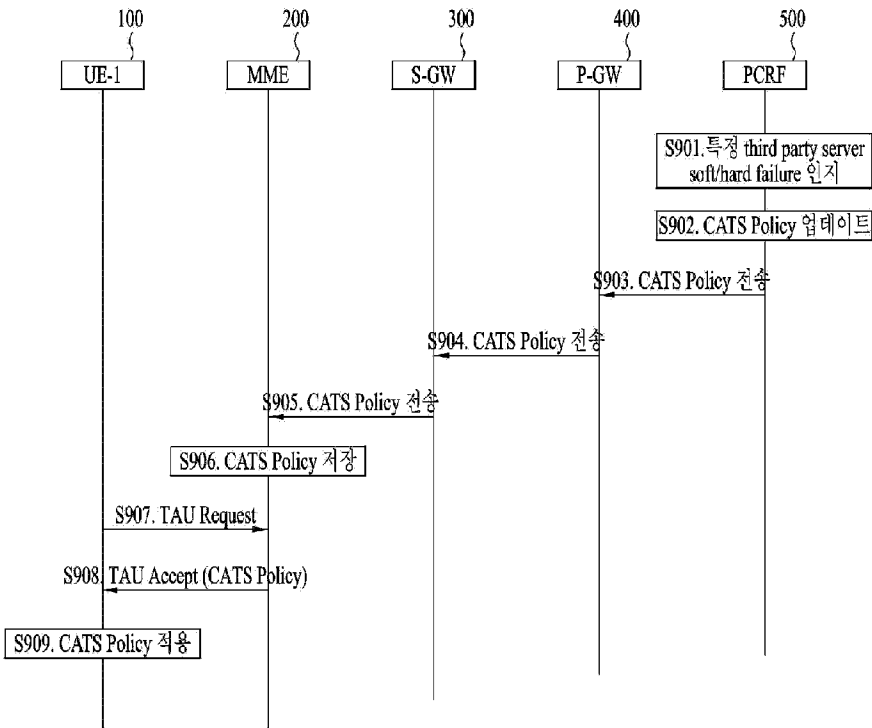 100
200
300
400
500
UE-1
MME
S-GW
P-GW
PCRF
S901.특정 third party server
soft/hard failure 인지
S902. CATS Policy 업데이트
S903. CATS Policy 전송
S904. CATS Policy 전송
S905. CATS Policy 전송
S906. CATS Policy 저장
S907. TAU Request
S908. TAU Accept (CATS Policy)
S909. CATS Policy 적용